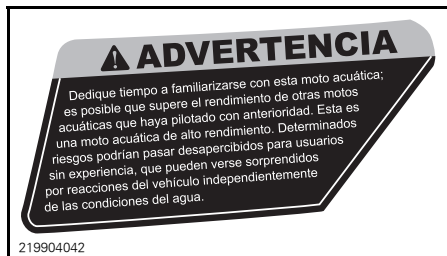 ADVERTENCIA
Dedique tiempo a familiarizarse con esta moto acuática;
es posible que supere el rendimiento de otras motos
acuáticas que haya pilotado con anterioridad. Esta es
una moto acuática de alto rendimiento. Determinados
riesgos podrían pasar desapercibidos para usuarios
sin experiencia, que pueden verse sorprendidos
por reacciones del vehículo independientemente
de las condiciones del agua.
219904042